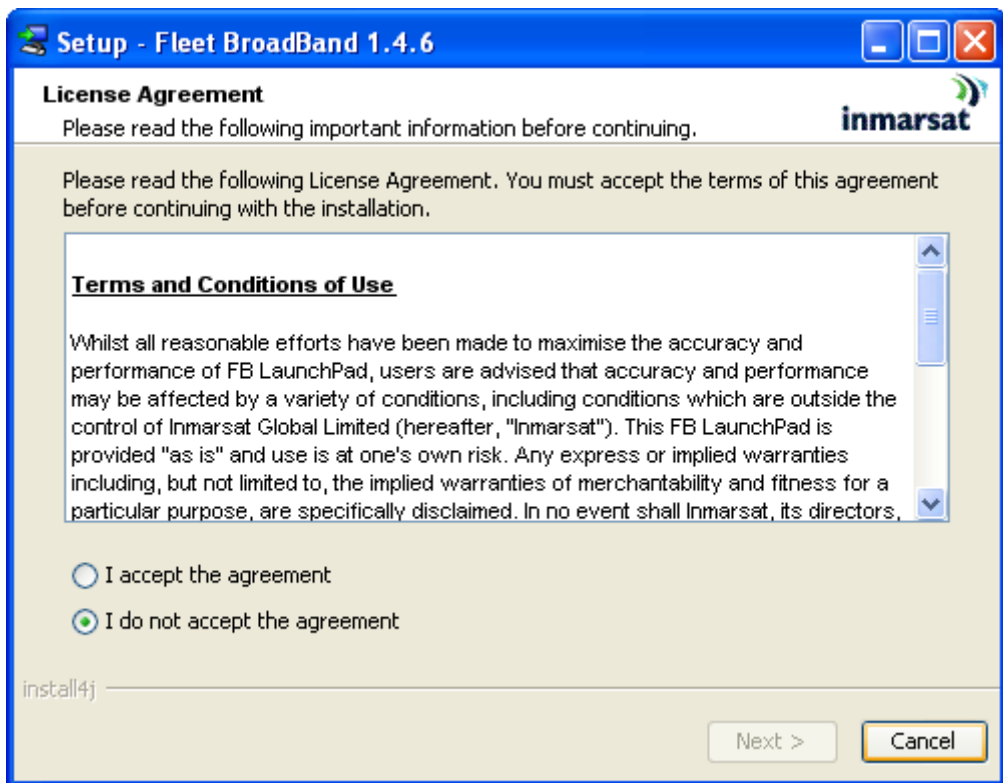 Setup - Fleet BroadBand 1.4.6
License Agreement
Please read the following important information before continuing.
inmarsat
Please read the following License Agreement. You must accept the terms of this agreement
before continuing with the installation.
Terms and Conditions of Use
Whilst all reasonable efforts have been made to maximise the accuracy and
performance of FB LaunchPad, users are advised that accuracy and performance
may be affected by a variety of conditions, including conditions which are outside the
control of Inmarsat Global Limited (hereafter, "Inmarsat"). This FB LaunchPad is
provided "as is" and use is at one's own risk. Any express or implied warranties
including, but not limited to, the implied warranties of merchantability and fitness for a
particular purpose, are specifically disclaimed. In no event shall Inmarsat, its directors,
I accept the agreement
I do not accept the agreement
install4j
Next >
Cancel